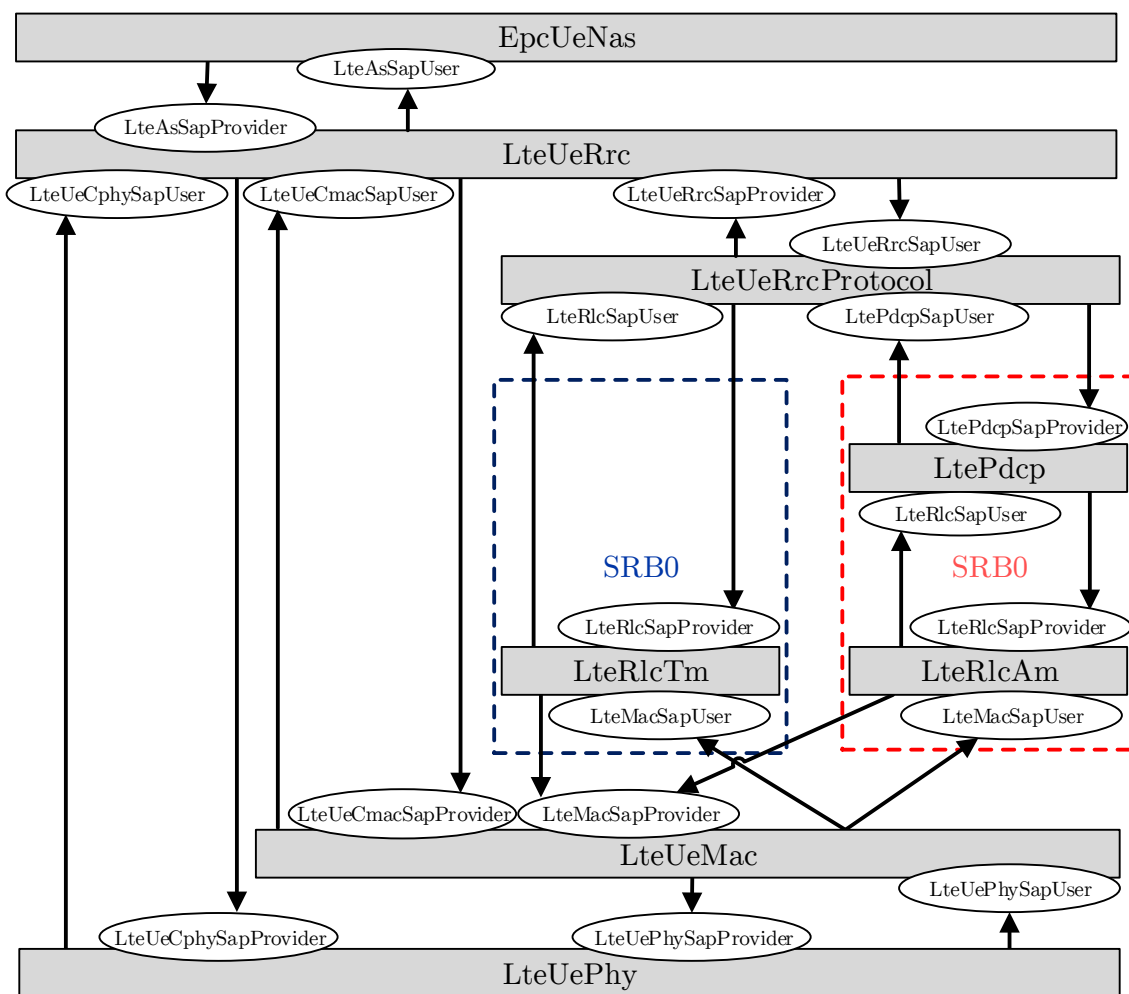 EpcUeNas
LteAsSapUser
LteAsSapProvider
LteUeRrc
LteUeCphySapUser
LteUeCmacSapUser
LteUeRrcSapProvider
LteUeRrcSapUser
LteUeRrcProtocol
LteRlcSapUser
LtePdcpSapUser
LtePdcpSapProvider
LtePdcp
LteRlcSapUser
SRB0
SRB0
LteRlcSapProvider
LteRlcSapProvider
LteRlcTm
LteRlcAm
LteMacSapUser
LteMacSapUser
LteUeCmacSapProvider
LteMacSapProvider
LteUeMac
LteUePhySapUser
LteUeCphySapProvider
LteUePhySapProvider
LteUePhy